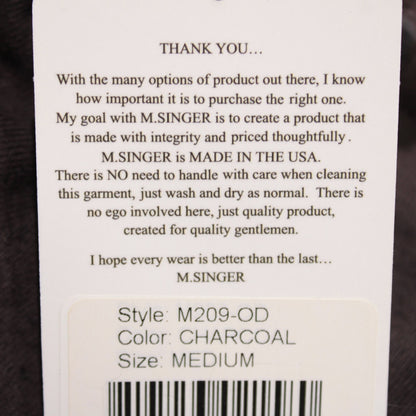 THANK YOU...
With the many options of product out there, I know
how important it is to purchase the right one.
My goal with M.SINGER is to create a product that
is made with integrity and priced thoughtfully .
M.SINGER is MADE IN THE USA.
There is NO need to handle with care when cleaning
this garment, just wash and dry as normal.  There is
no ego involved here, just quality product,
created for quality gentlemen.
I hope every wear is better than the last...
M.SINGER
Style: M209-OD
Color: CHARCOAL
Size: MEDIUM